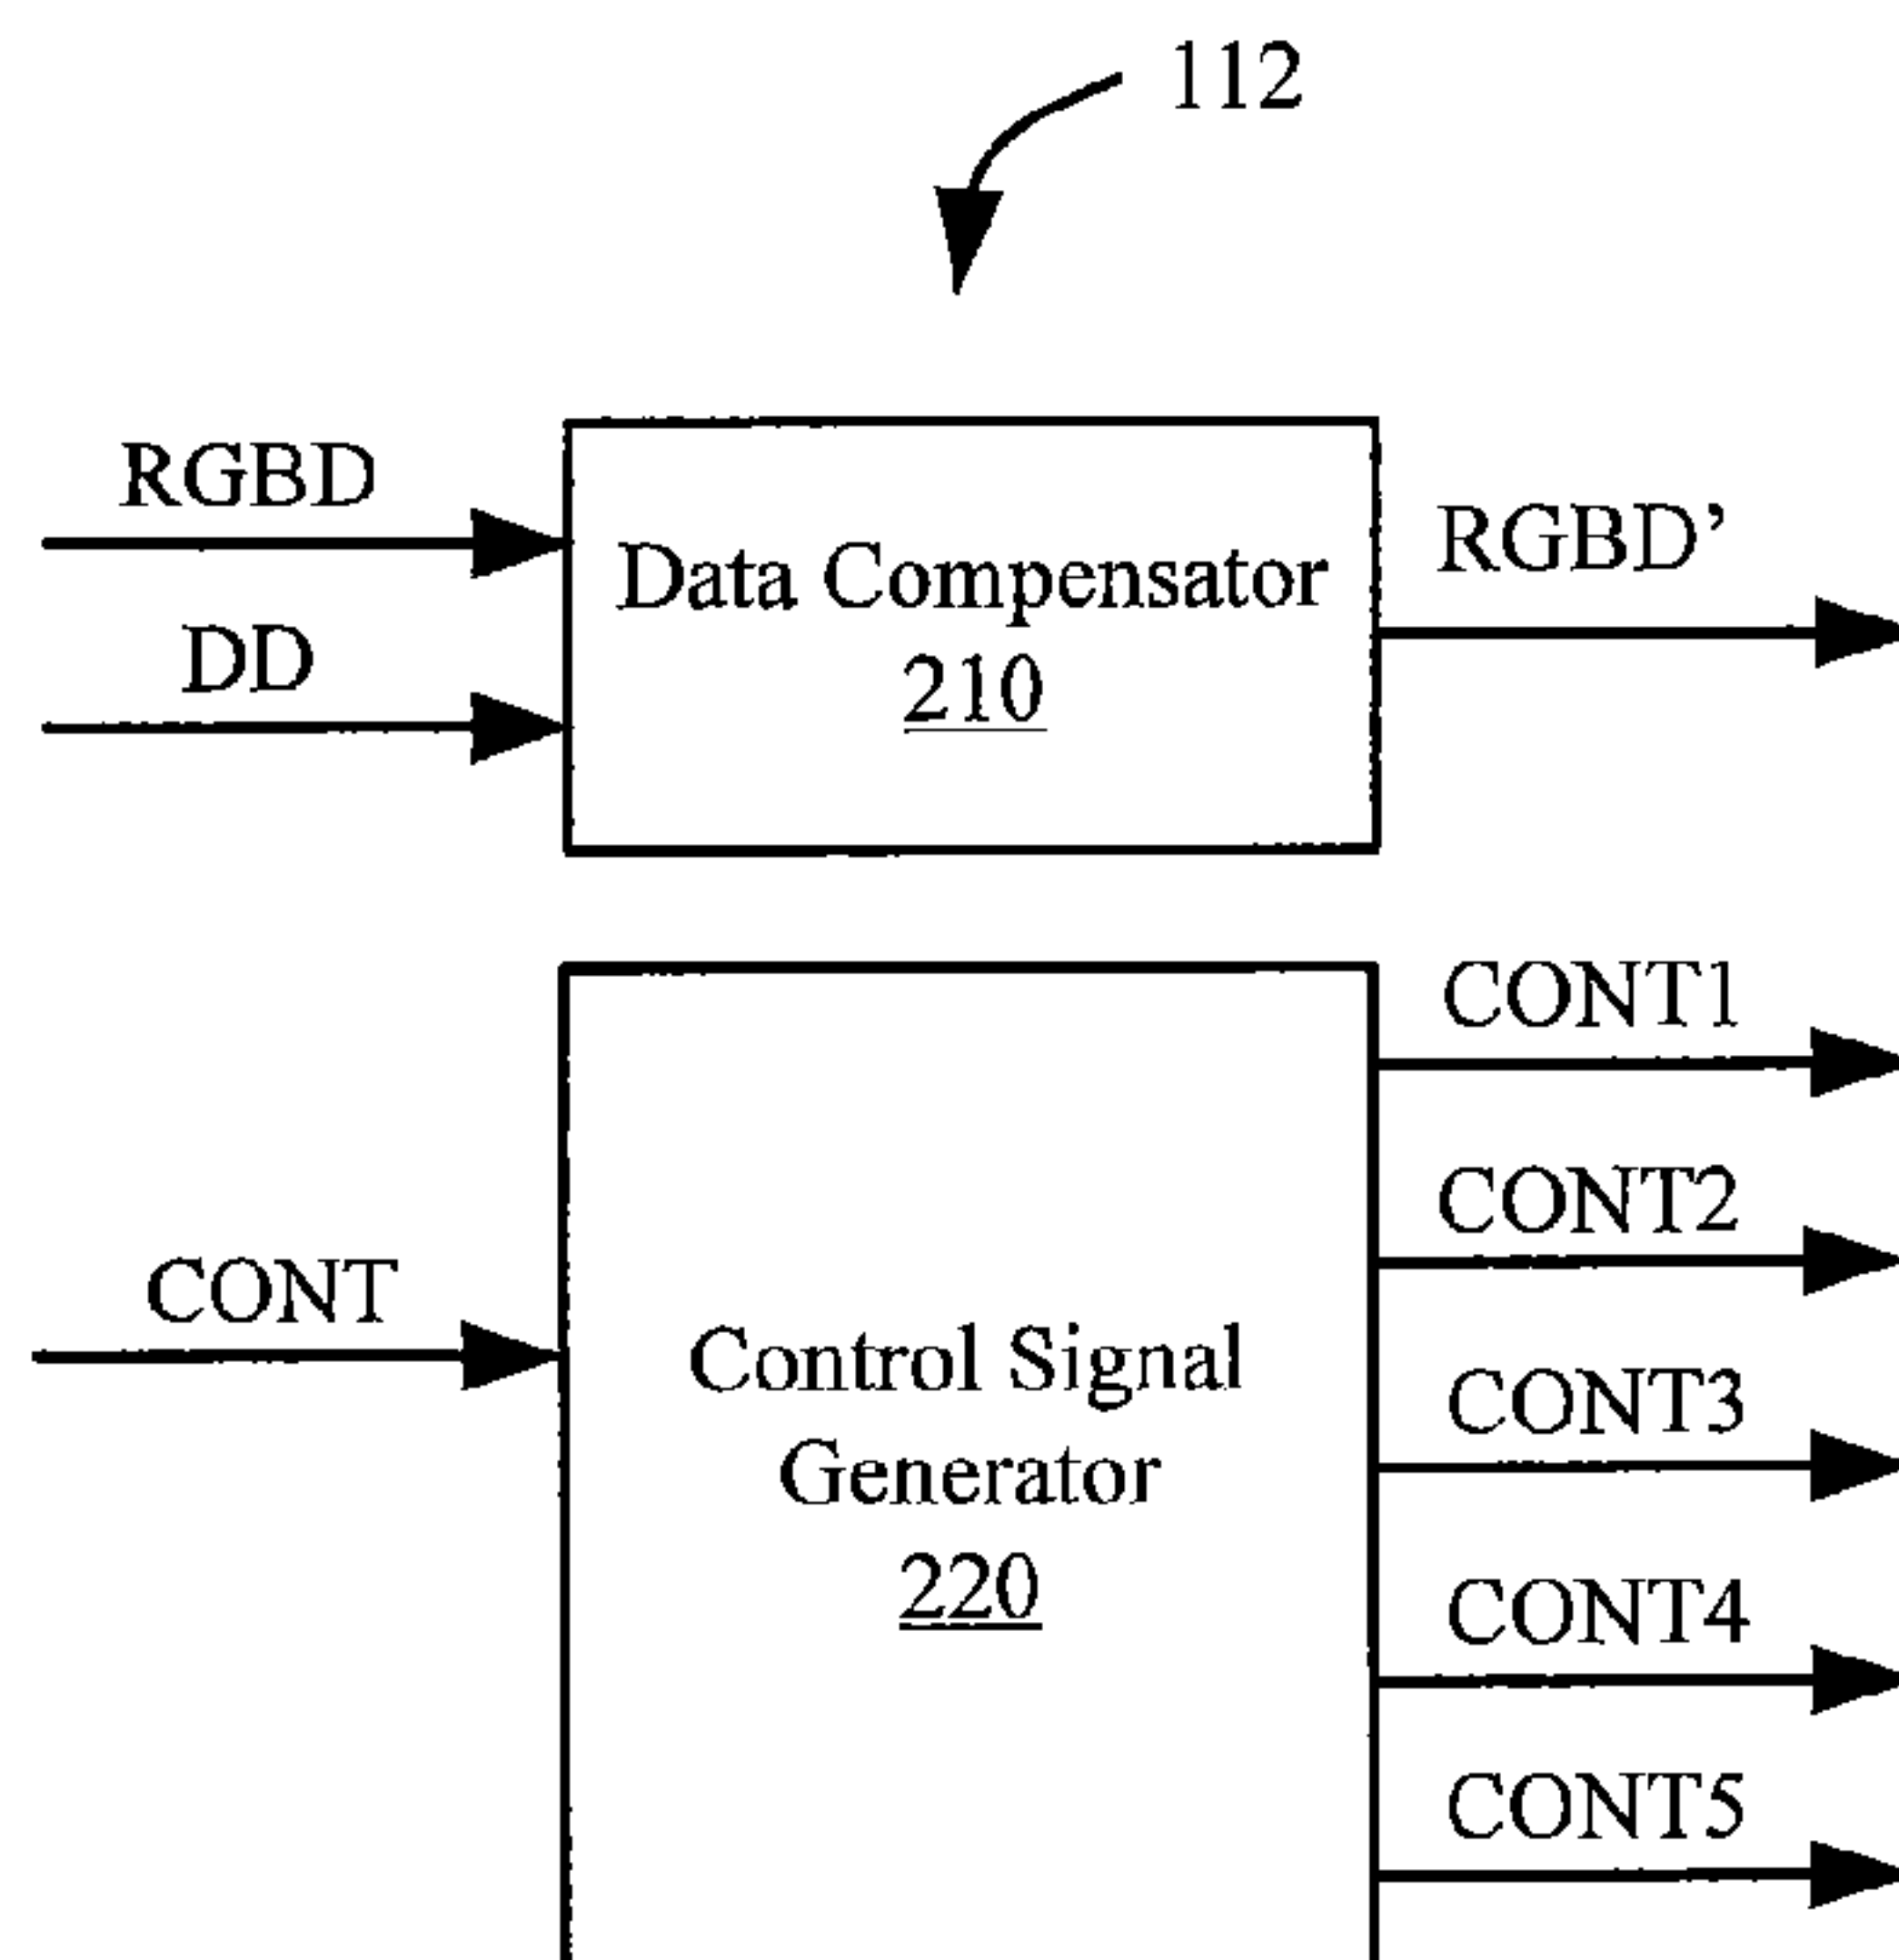 112
RGBD
DD
Data Compensator
210
RGBD’
CONT
Control Signal
Generator
220
CONT1
CONT2
CONT3
CONT4
CONT5